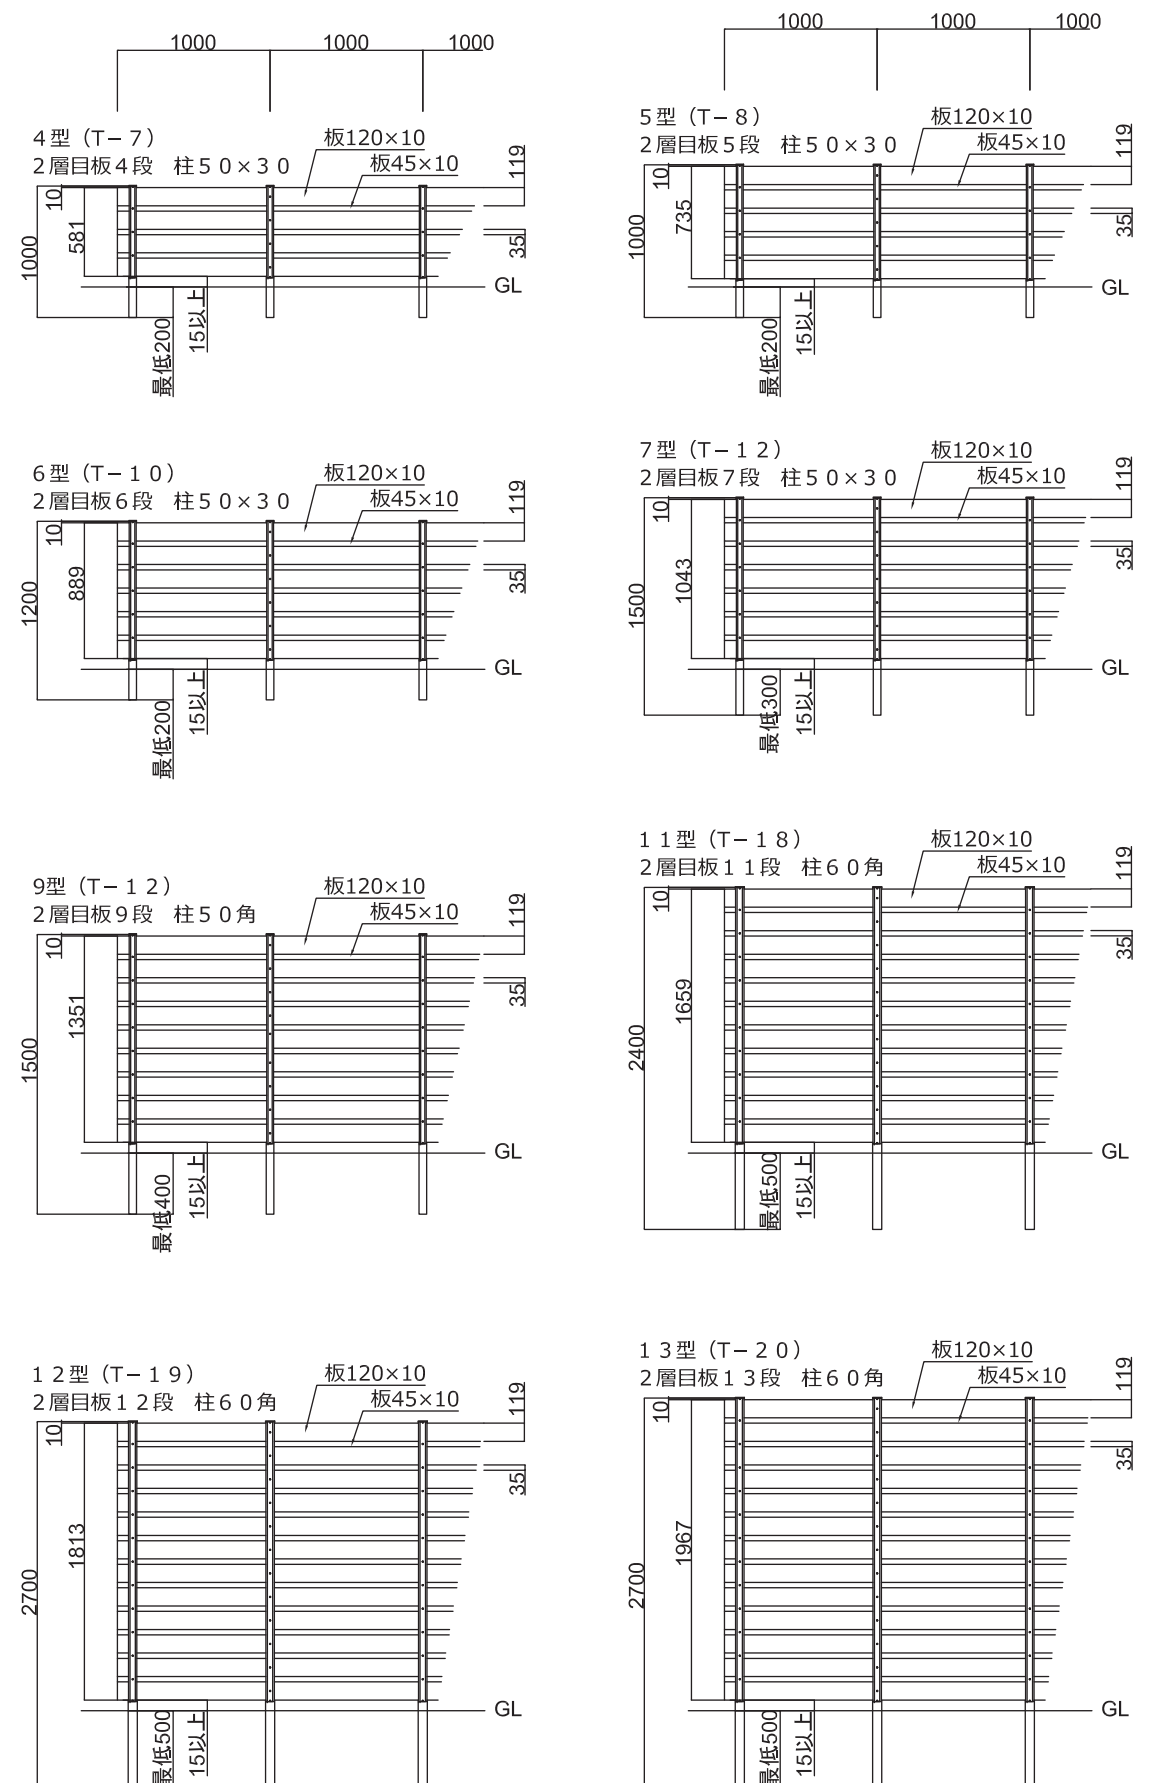 1000
1000
1000
4型（T−7）
2層目板4段　柱５０×３０
板120×10
板45×10
119
10
581
1000
35
GL
15以上
最低200
1000
1000
1000
5型（T−８）
2層目板５段　柱５０×３０
板120×10
板45×10
119
10
735
1000
35
GL
15以上
最低200
6型（T−１０）
2層目板6段　柱５０×３０
板120×10
板45×10
119
10
889
1200
35
GL
15以上
最低200
7型（T−１２）
2層目板７段　柱５０×３０
板120×10
板45×10
119
10
1043
1500
35
GL
15以上
最低300
9型（T−１２）
2層目板９段　柱５０角
板120×10
板45×10
119
10
1351
1500
35
GL
15以上
最低400
１１型（T−１８）
2層目板１１段　柱６０角
板120×10
板45×10
119
10
1659
2400
35
GL
15以上
最低500
１２型（T−１９）
2層目板１２段　柱６０角
板120×10
板45×10
119
10
1813
2700
35
GL
15以上
最低500
１３型（T−２０）
2層目板１３段　柱６０角
板120×10
板45×10
119
10
1967
2700
35
GL
15以上
最低500